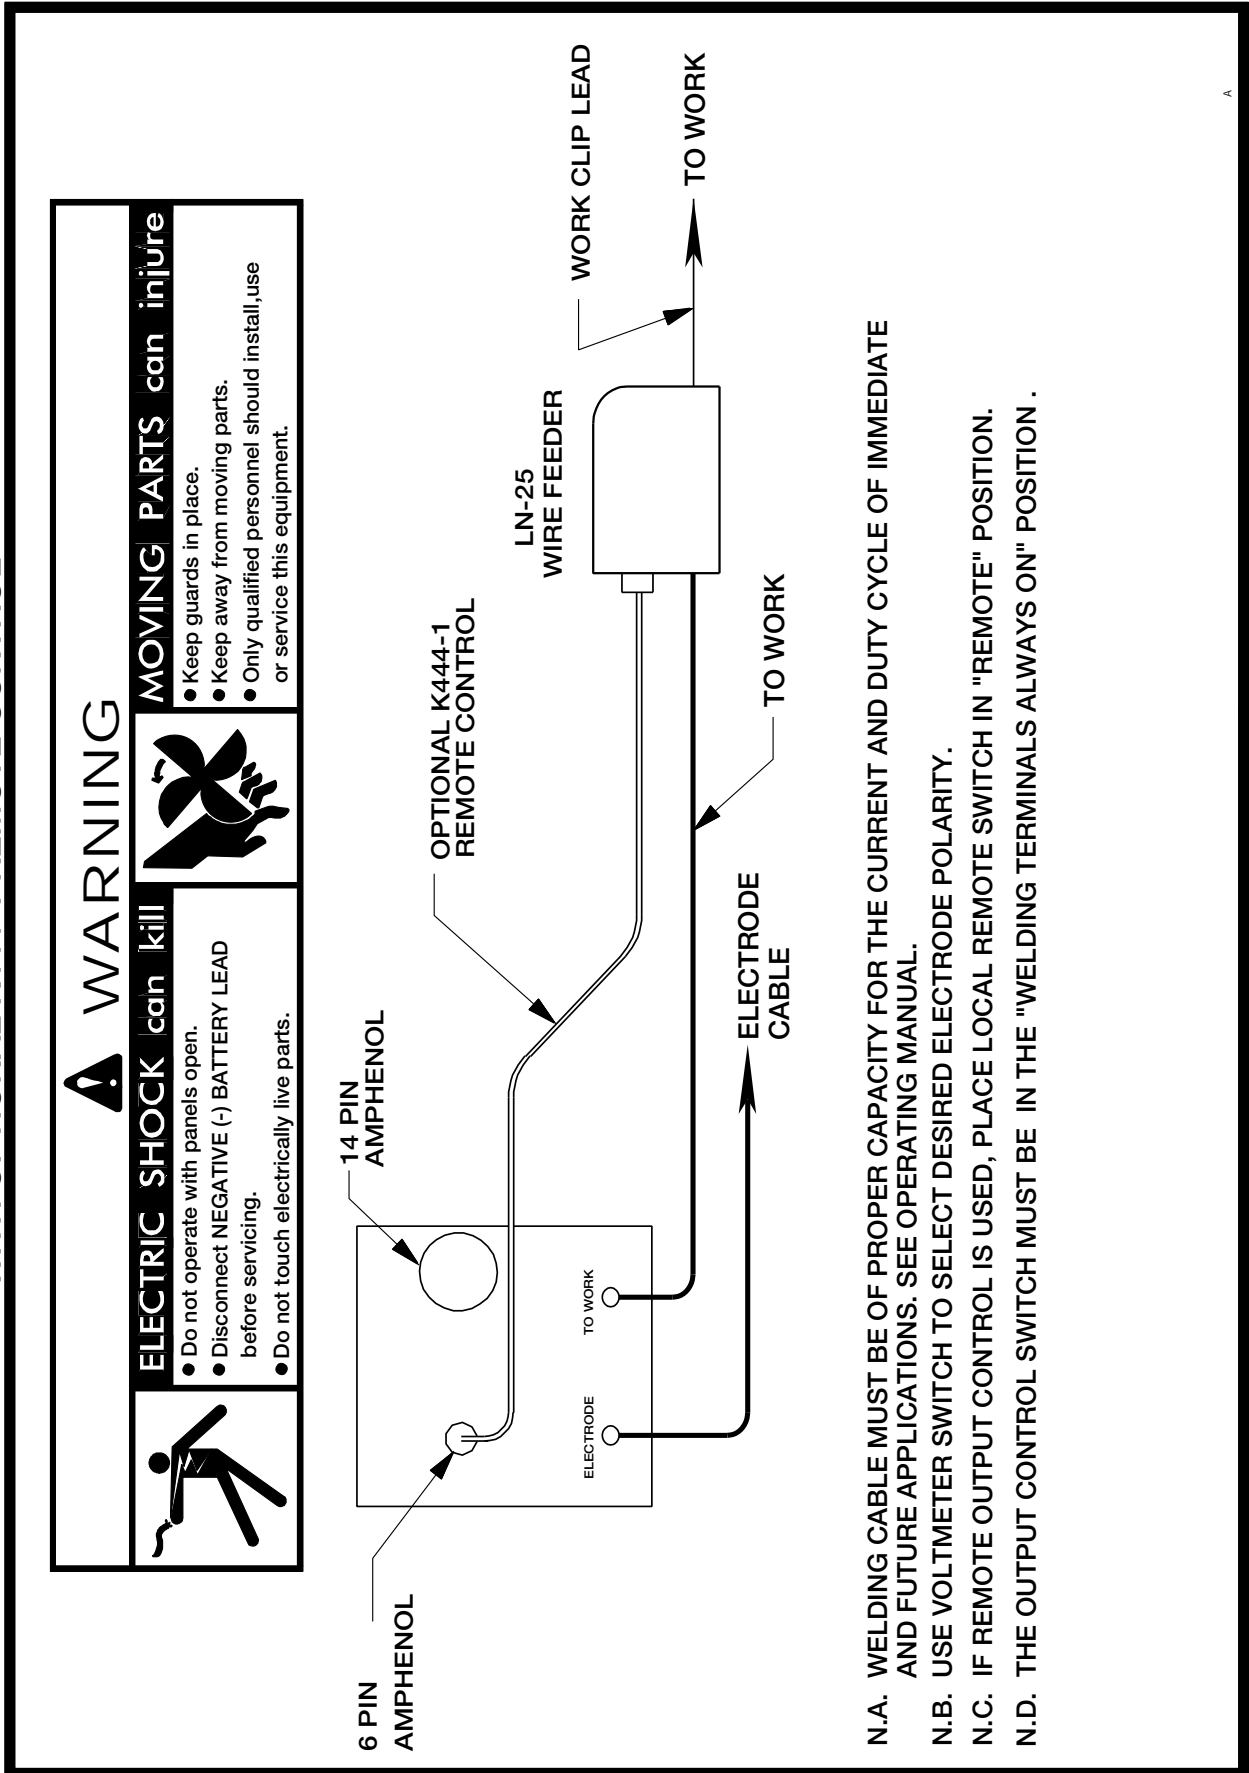 WARNING
ELECTRIC SHOCK can kill
● Do not operate with panels open.
● Disconnect NEGATIVE (-) BATTERY LEAD
before servicing.
● Do not touch electrically live parts.
MOVING PARTS can injure
● Keep guards in place.
● Keep away from moving parts.
● Only qualified personnel should install,use
or service this equipment.
6 PIN
AMPHENOL
14 PIN
AMPHENOL
OPTIONAL K444-1
REMOTE CONTROL
LN-25
WIRE FEEDER
WORK CLIP LEAD
TO WORK
ELECTRODE
TO WORK
TO WORK
ELECTRODE
CABLE
N.A. WELDING CABLE MUST BE OF PROPER CAPACITY FOR THE CURRENT AND DUTY CYCLE OF IMMEDIATE
AND FUTURE APPLICATIONS. SEE OPERATING MANUAL.
N.B. USE VOLTMETER SWITCH TO SELECT DESIRED ELECTRODE POLARITY.
N.C. IF REMOTE OUTPUT CONTROL IS USED, PLACE LOCAL REMOTE SWITCH IN "REMOTE" POSITION.
N.D. THE OUTPUT CONTROL SWITCH MUST BE IN THE "WELDING TERMINALS ALWAYS ON" POSITION .
A